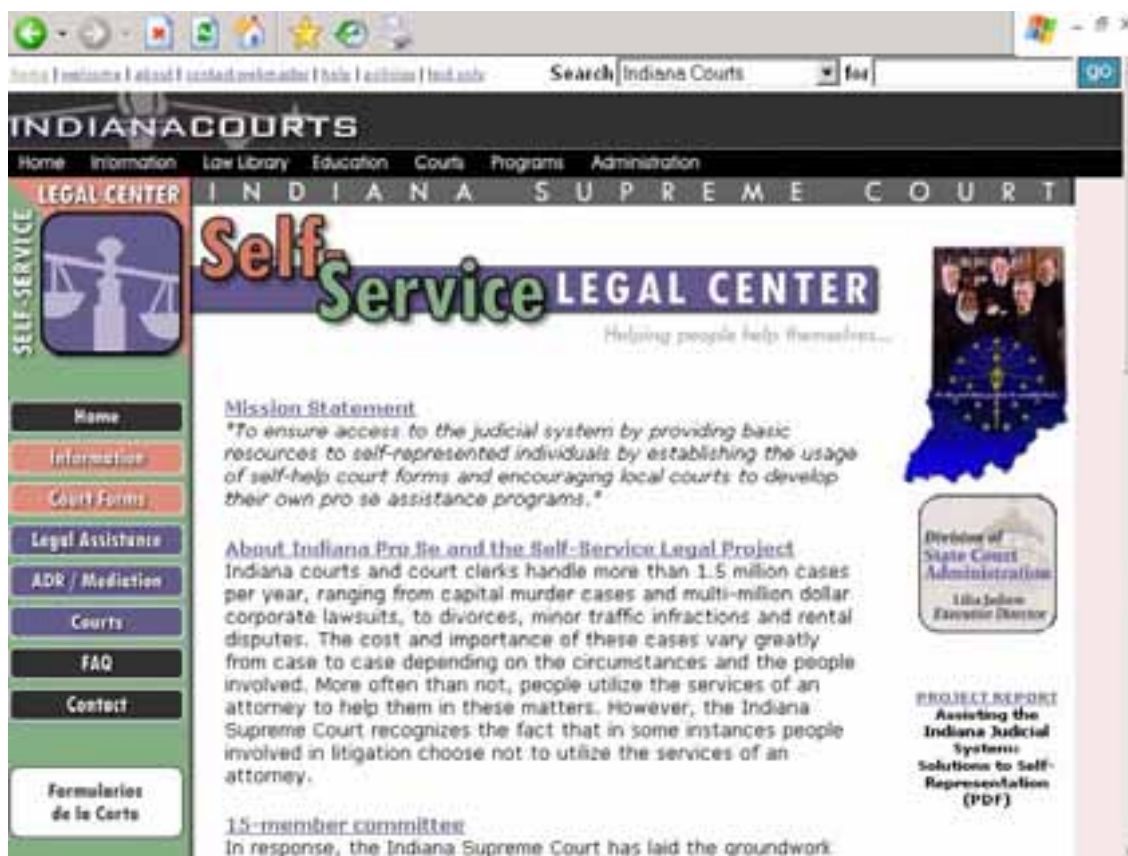 home | welcome | about | contact webmaster | help | policies | text only
Search Indiana Courts for go
INDIANACOURTS
Home Information Law Library Education Courts Programs Administration
LEGAL CENTER
SELF-SERVICE
INDIANA SUPREME COURT
Self-
Service LEGAL CENTER
Helping people help themselves...
Home
Information
Court Forms
Legal Assistance
ADR / Mediation
Courts
FAQ
Contact
Formularios
de la Corte
Mission Statement
"To ensure access to the judicial system by providing basic
resources to self-represented individuals by establishing the usage
of self-help court forms and encouraging local courts to develop
their own pro se assistance programs."
About Indiana Pro Se and the Self-Service Legal Project
Indiana courts and court clerks handle more than 1.5 million cases
per year, ranging from capital murder cases and multi-million dollar
corporate lawsuits, to divorces, minor traffic infractions and rental
disputes. The cost and importance of these cases vary greatly
from case to case depending on the circumstances and the people
involved. More often than not, people utilize the services of an
attorney to help them in these matters. However, the Indiana
Supreme Court recognizes the fact that in some instances people
involved in litigation choose not to utilize the services of an
attorney.
15-member committee
In response, the Indiana Supreme Court has laid the groundwork
Division of
State Court
Administration
Lilia Judson
Executive Director
PROJECT REPORT
Assisting the
Indiana Judicial
System:
Solutions to Self-
Representation
(PDF)